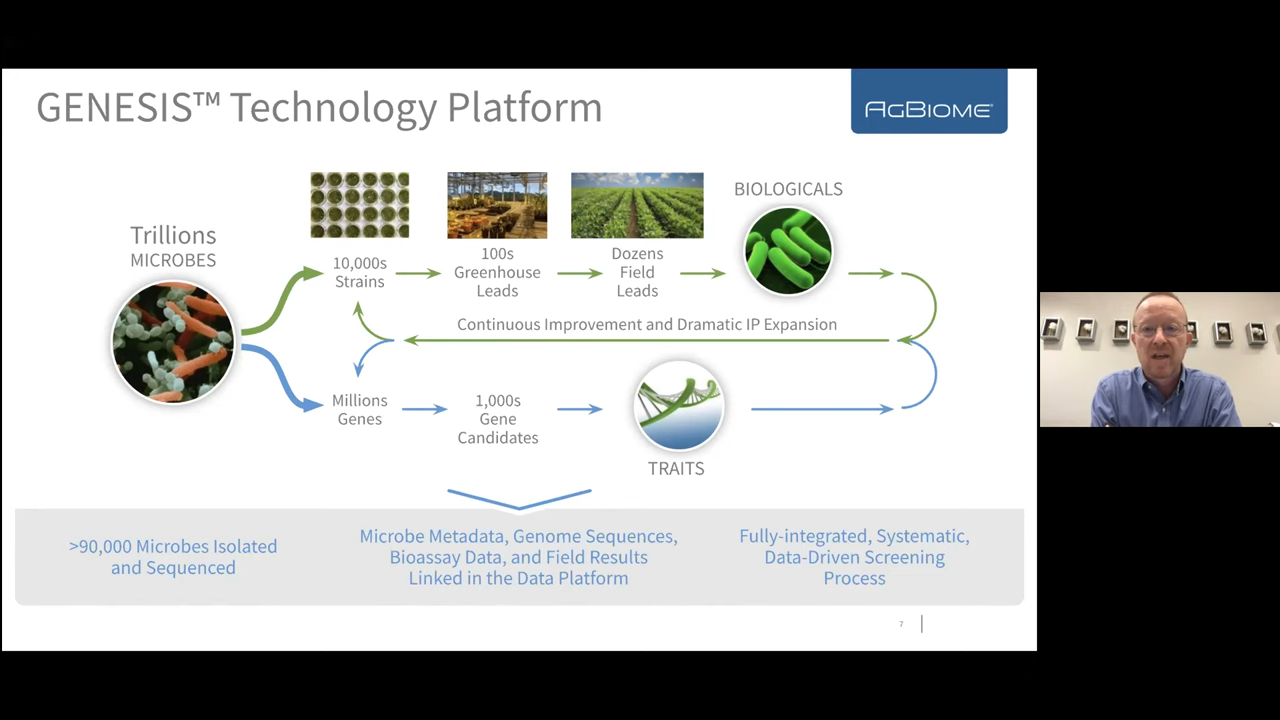 GENESIS™ Technology Platform
AGBIOME®
BIOLOGICALS
Trillions
MICROBES
10,000s
Strains
100s
Greenhouse
Leads
Dozens
Field
Leads
Continuous Improvement and Dramatic IP Expansion
Millions
Genes
1,000s
Gene
Candidates
TRAITS
>90,000 Microbes Isolated
and Sequenced
Microbe Metadata, Genome Sequences,
Bioassay Data, and Field Results
Linked in the Data Platform
Fully-integrated, Systematic,
Data-Driven Screening
Process
7